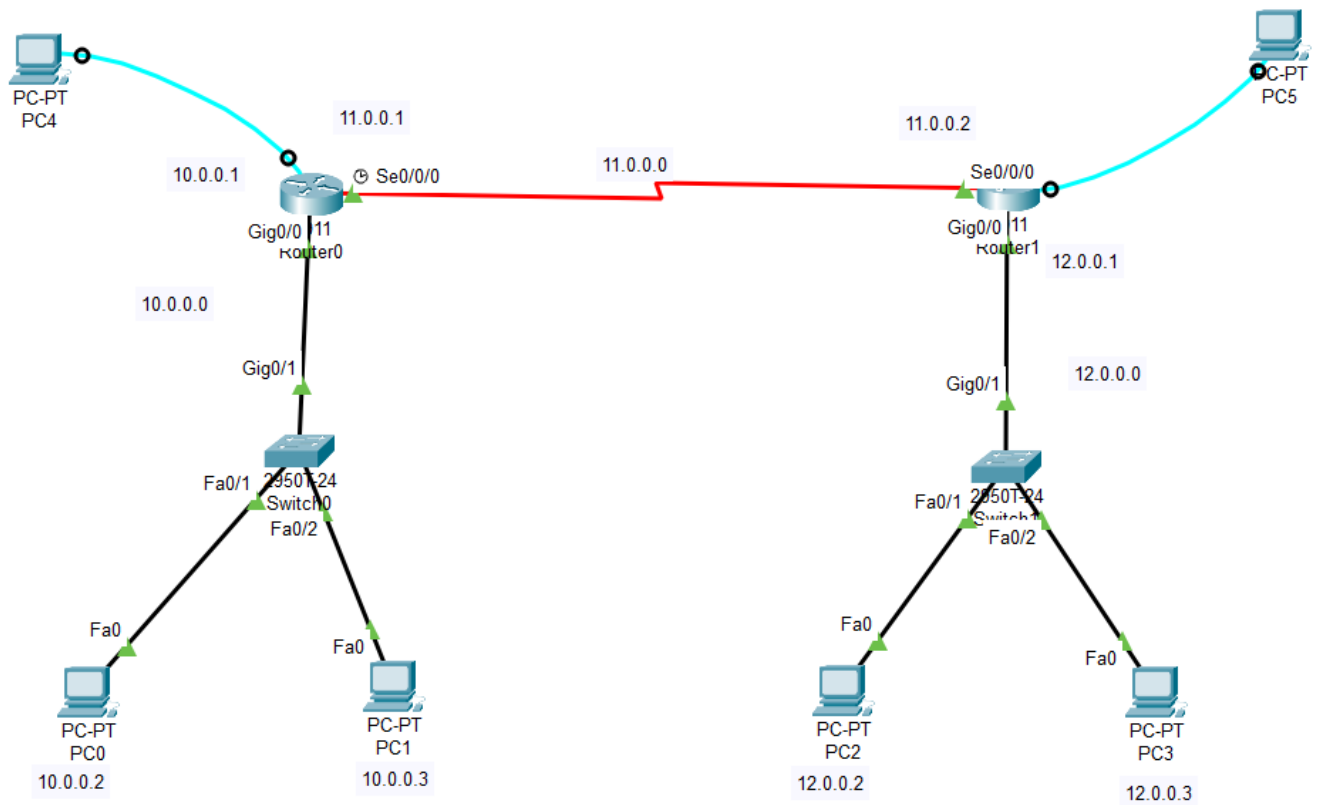 PC-PT
PC4
PC-PT
PC5
11.0.0.1
11.0.0.2
10.0.0.1
Se0/0/0
11.0.0.0
Se0/0/0
Gig0/0
11
Router0
Gig0/0
11
Router1
12.0.0.1
10.0.0.0
Gig0/1
12.0.0.0
Gig0/1
2950T-24
Switch0
Fa0/1
Fa0/2
2950T-24
Switch1
Fa0/1
Fa0/2
Fa0
Fa0
Fa0
Fa0
PC-PT
PC0
10.0.0.2
PC-PT
PC1
10.0.0.3
PC-PT
PC2
12.0.0.2
PC-PT
PC3
12.0.0.3